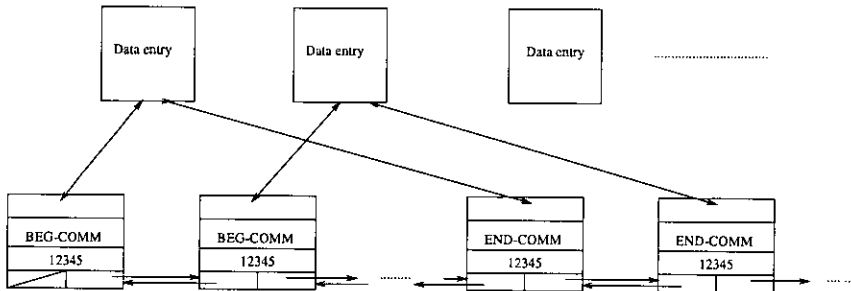 Data entry
Data entry
Data entry
BEG-COMM
12345
BEG-COMM
12345
END-COMM
12345
END-COMM
12345